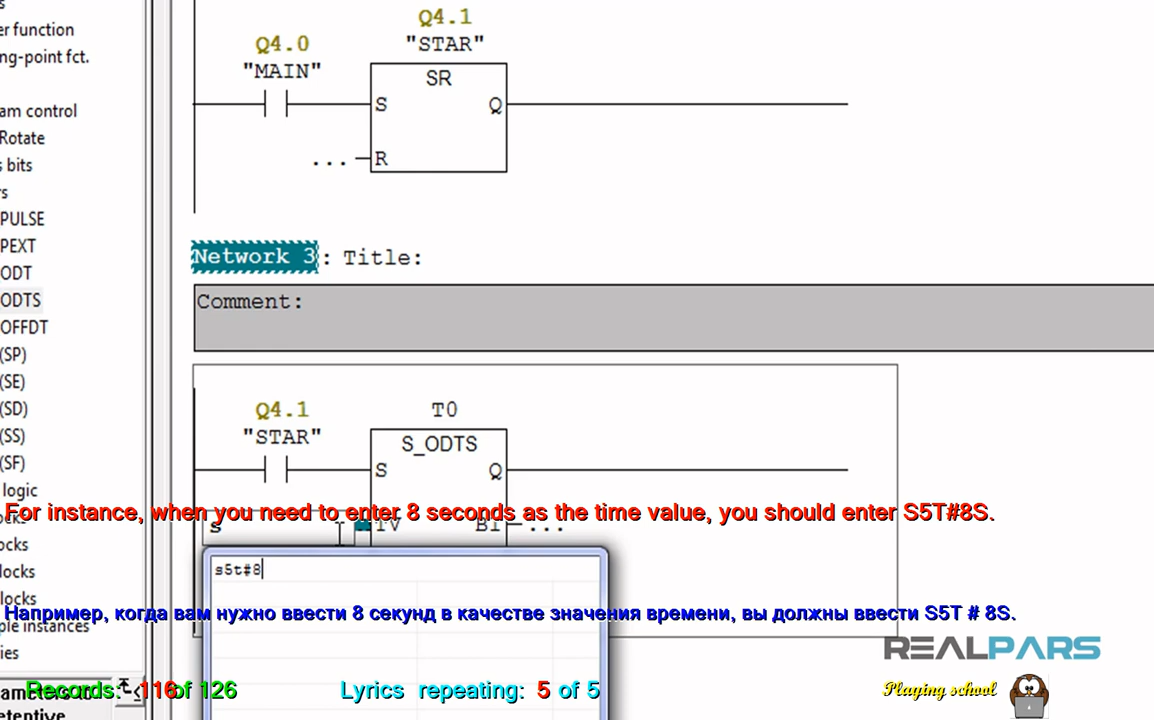 er function
ng-point fct.
am control
Rotate
s bits
rs
PULSE
PEXT
ODT
ODTS
OFFDT
(SP)
(SE)
(SD)
(SS)
(SF)
logic
ocks
locks
locks
ple instances
ies
Q4.1
"STAR"
Q4.0
"MAIN"
SR
S Q
... R
Network 3: Title:
Comment:
Q4.1
"STAR"
T0
S_ODTS
S Q
s TV BI ...
For instance, when you need to enter 8 seconds as the time value, you should enter S5T#8S.
s5t#8
Например, когда вам нужно ввести 8 секунд в качестве значения времени, вы должны ввести S5T # 8S.
REALPARS
Records: 116 of 126
Lyrics repeating: 5 of 5
Playing school